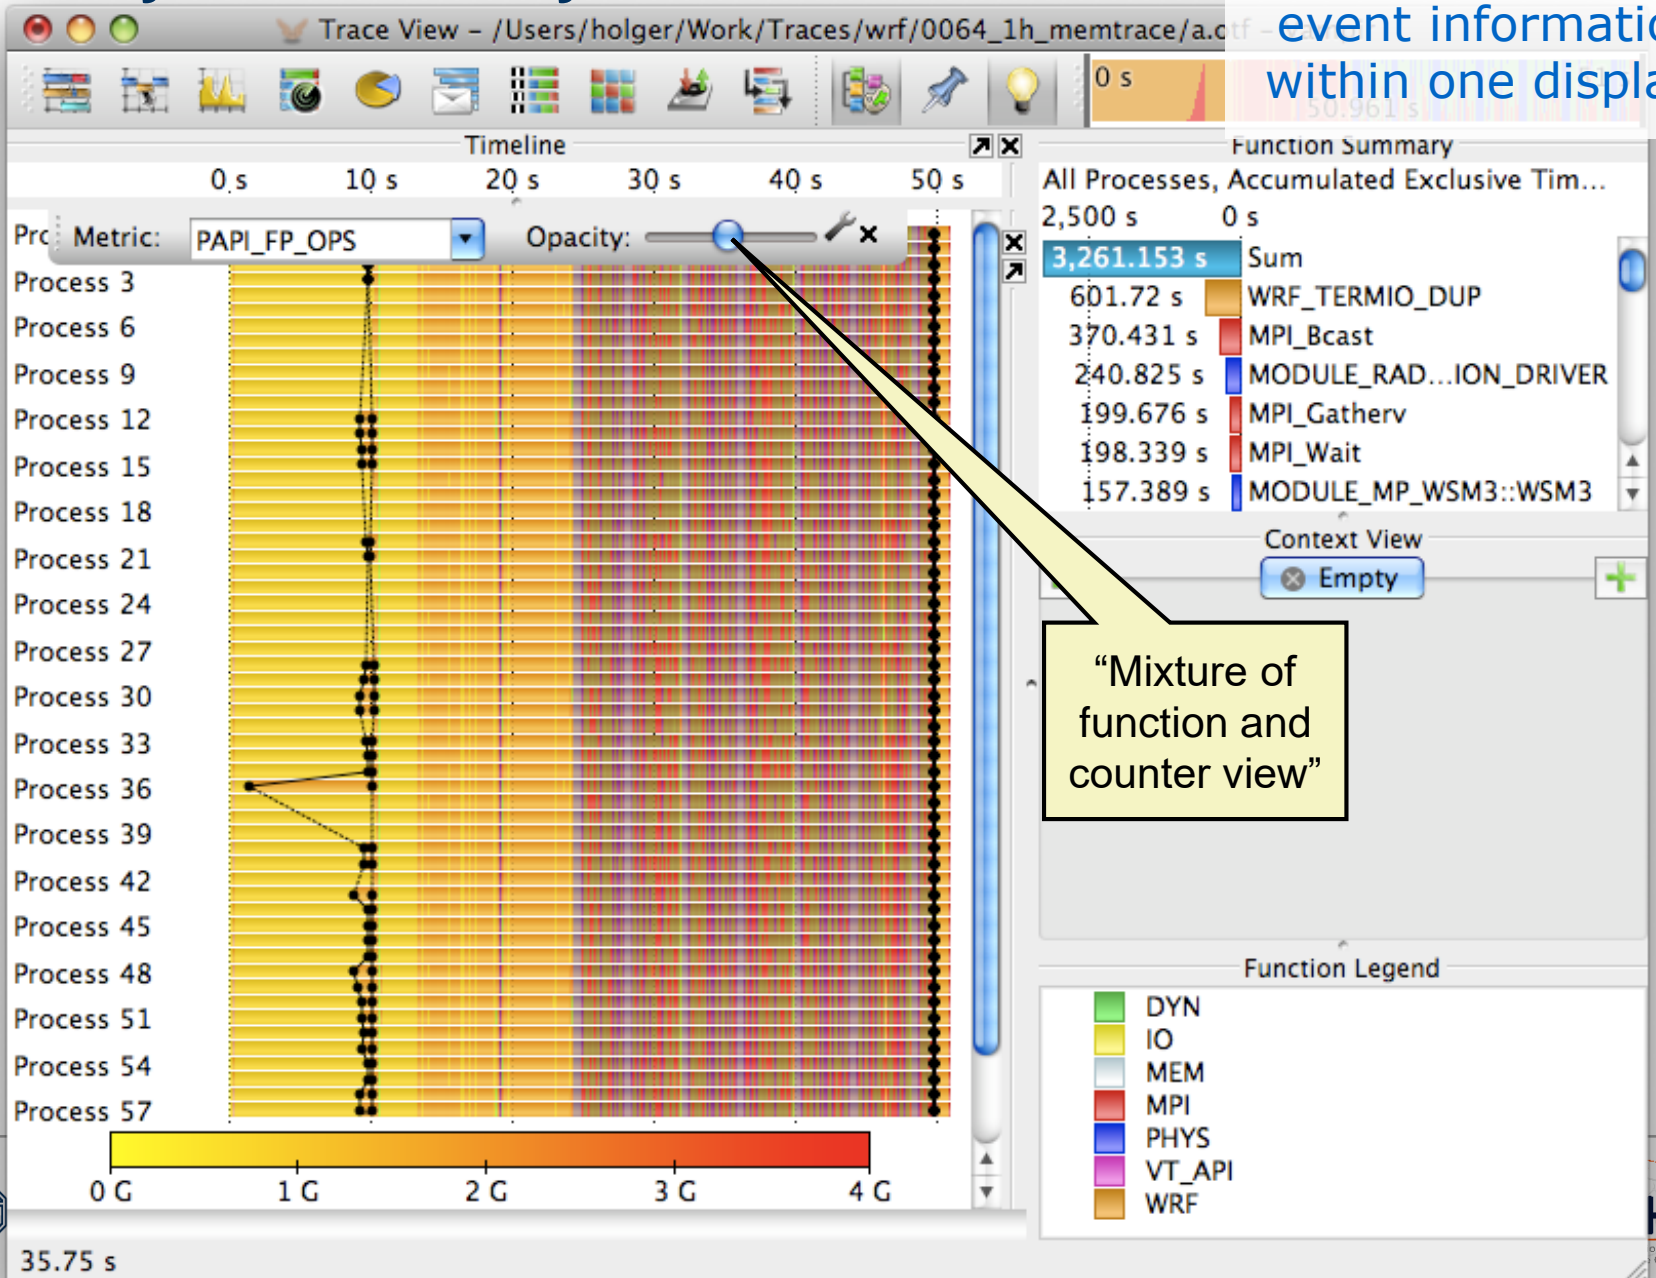 event
within one
Trace View – /Users/holger/Work/Traces/wrf/0064_1h_memtrace/a.otf
0 s
50.961 s
Timeline
0 s 10 s 20 s 30 s 40 s 50 s
Metric: PAPI_FP_OPS Opacity:
Process 3
Process 6
Process 9
Process 12
Process 15
Process 18
Process 21
Process 24
Process 27
Process 30
Process 33
Process 36
Process 39
Process 42
Process 45
Process 48
Process 51
Process 54
Process 57
0 G 1 G 2 G 3 G 4 G
35.75 s
Function Summary
All Processes, Accumulated Exclusive Tim...
2,500 s 0 s
3,261.153 s Sum
601.72 s WRF_TERMIO_DUP
370.431 s MPI_Bcast
240.825 s MODULE_RAD...ION_DRIVER
199.676 s MPI_Gatherv
198.339 s MPI_Wait
157.389 s MODULE_MP_WSM3::WSM3
Context View
Empty
“Mixture of
function and
counter view”
Function Legend
DYN
IO
MEM
MPI
PHYS
VT_API
WRF